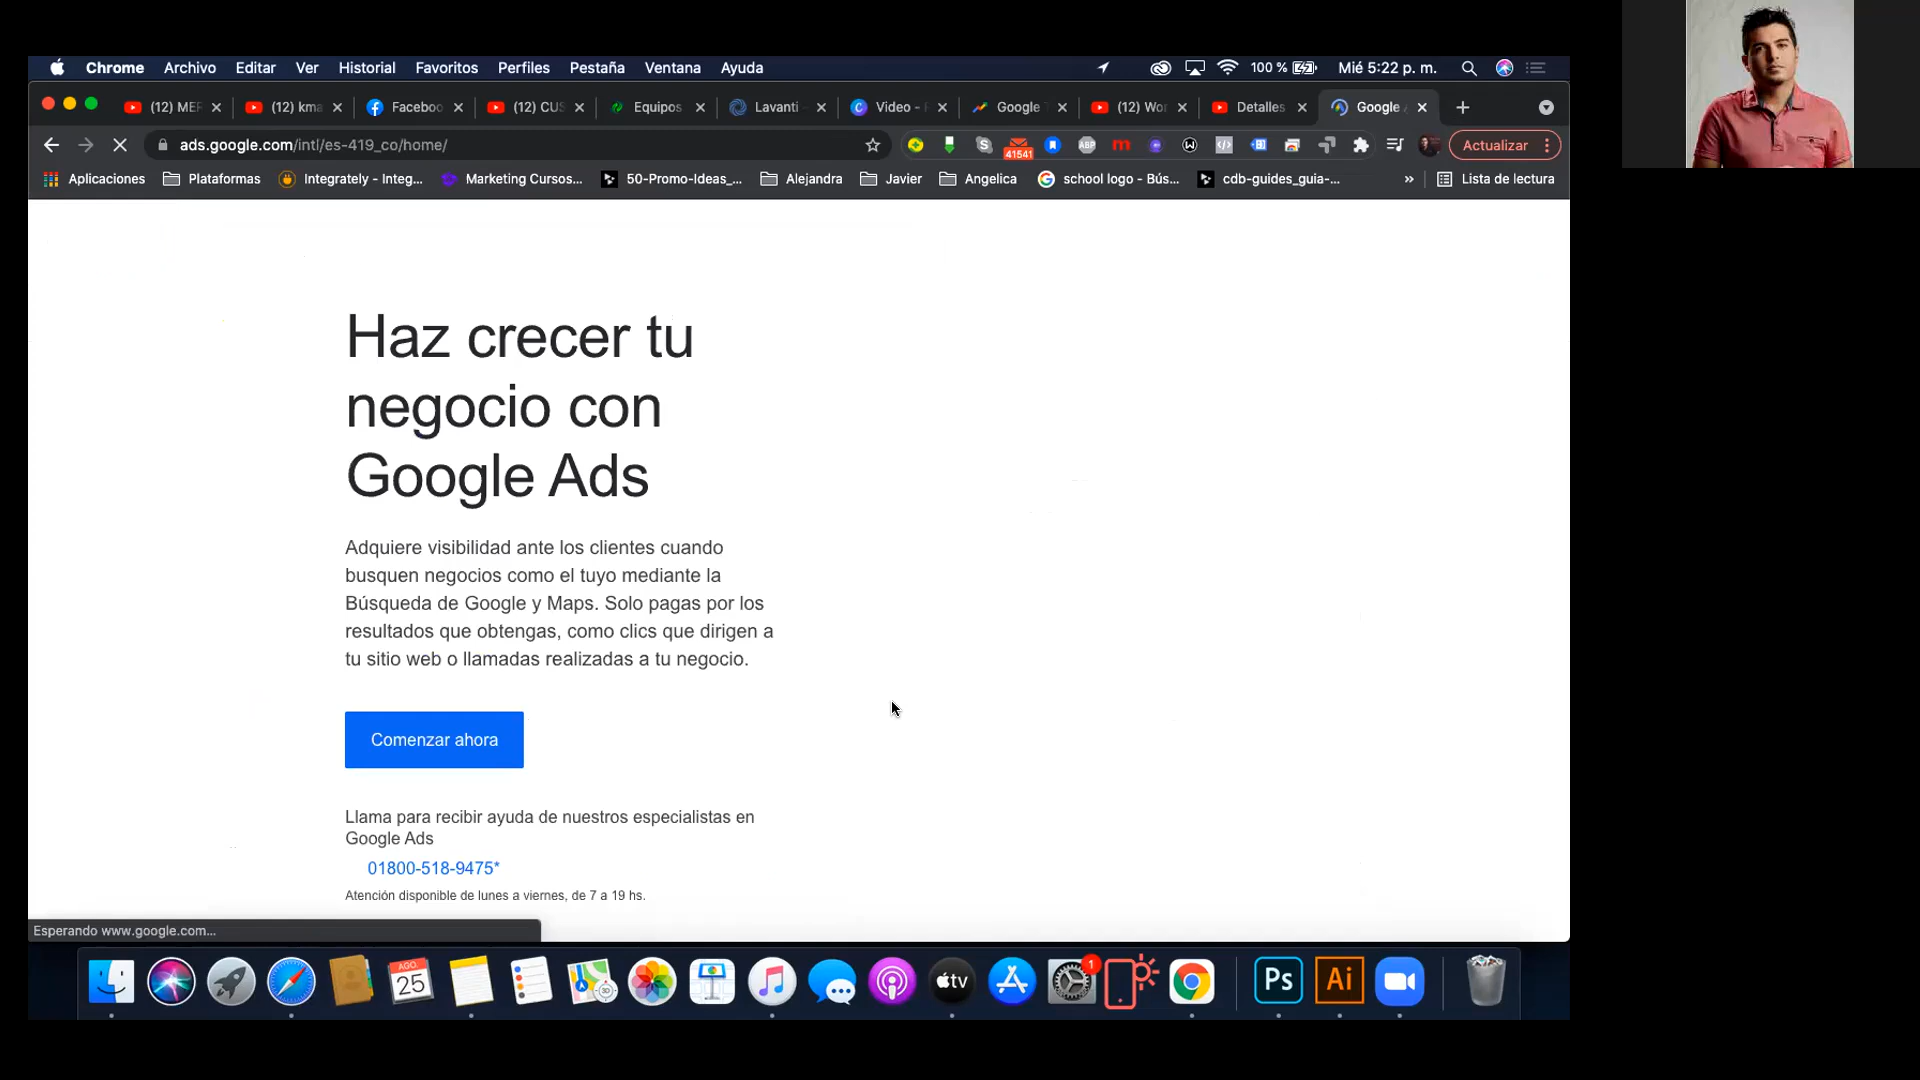 Chrome Archivo Editar Ver Historial Favoritos Perfiles Pestaña Ventana Ayuda 100 % Mié 5:22 p. m.
(12) MER (12) kma Faceboo (12) CUS Equipos Lavanti - Video - Google (12) Wor Detalles Google
ads.google.com/intl/es-419_co/home/ 41541 ABP Actualizar
Aplicaciones Plataformas Integrately - Integ... Marketing Cursos... 50-Promo-Ideas_... Alejandra Javier Angelica school logo - Bús... cdb-guides_guia-... » Lista de lectura
Haz crecer tu
negocio con
Google Ads
Adquiere visibilidad ante los clientes cuando
busquen negocios como el tuyo mediante la
Búsqueda de Google y Maps. Solo pagas por los
resultados que obtengas, como clics que dirigen a
tu sitio web o llamadas realizadas a tu negocio.
Comenzar ahora
Llama para recibir ayuda de nuestros especialistas en
Google Ads
01800-518-9475*
Atención disponible de lunes a viernes, de 7 a 19 hs.
Esperando www.google.com...
AGO. 25 tv 1 Ps Ai